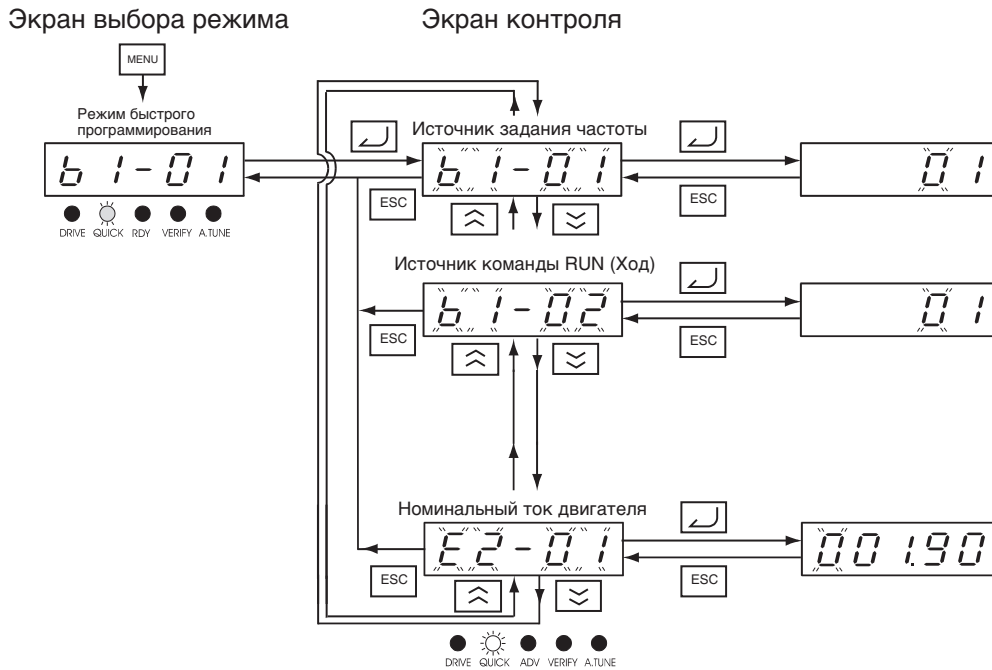 Экран выбора режима
Экран контроля
MENU
Режим быстрого
программирования
b1-01
DRIVE QUICK RDY VERIFY A.TUNE
Источник задания частоты
b1-01
ESC
ESC
01
Источник команды RUN (Ход)
b1-02
ESC
ESC
01
Номинальный ток двигателя
E2-01
ESC
ESC
001.90
DRIVE QUICK ADV VERIFY A.TUNE